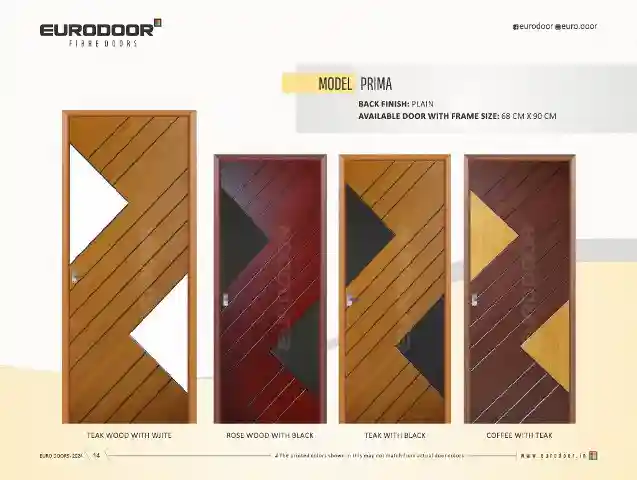 EURODOOR
FIBRE DOORS
eurodoor euro.door
MODEL PRIMA
BACK FINISH: PLAIN
AVAILABLE DOOR WITH FRAME SIZE: 68 CM X 90 CM
TEAK WOOD WITH WJITE
ROSE WOOD WITH BLACK
TEAK WITH BLACK
COFFEE WITH TEAK
EURO DOORS-2024
14
The printed colors shown in this may not match from actual door colors
www.eurodoor.in